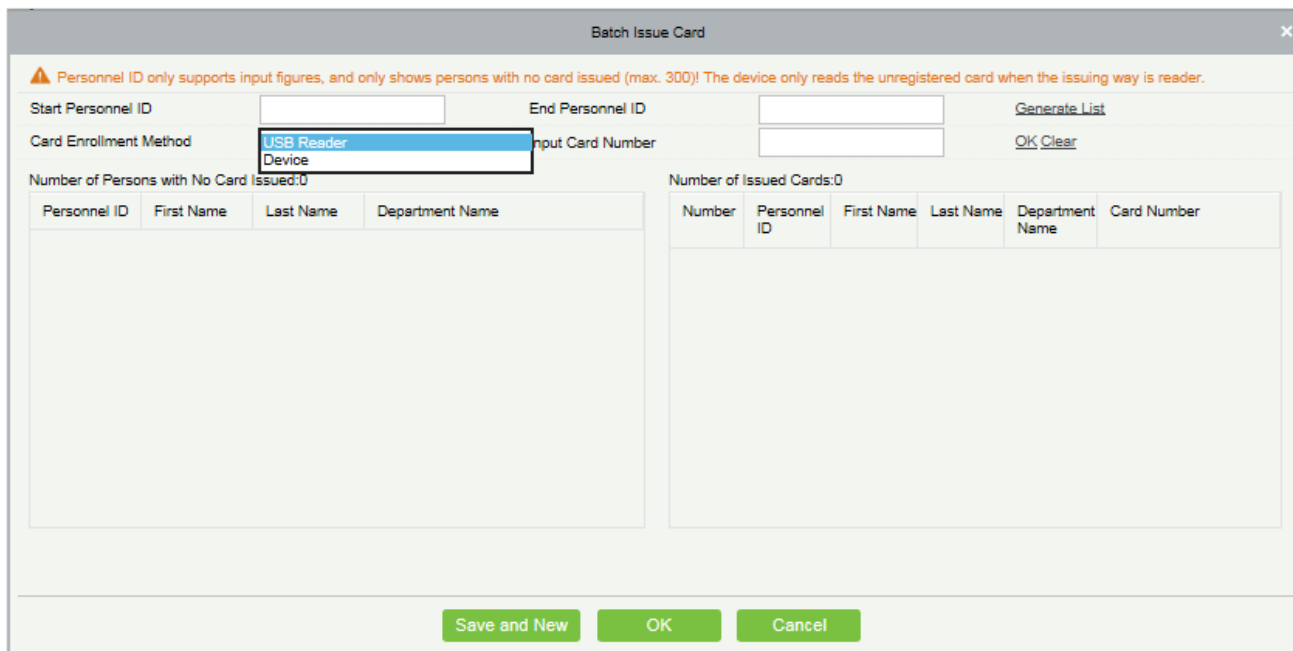 Batch Issue Card
Personnel ID only supports input figures, and only shows persons with no card issued (max. 300)! The device only reads the unregistered card when the issuing way is reader.
Start Personnel ID End Personnel ID Generate List
Card Enrollment Method USB Reader nput Card Number OK Clear
Device
Number of Persons with No Card Issued:0 Number of Issued Cards:0
Personnel ID First Name Last Name Department Name Number Personnel ID First Name Last Name Department Name Card Number
Save and New OK Cancel